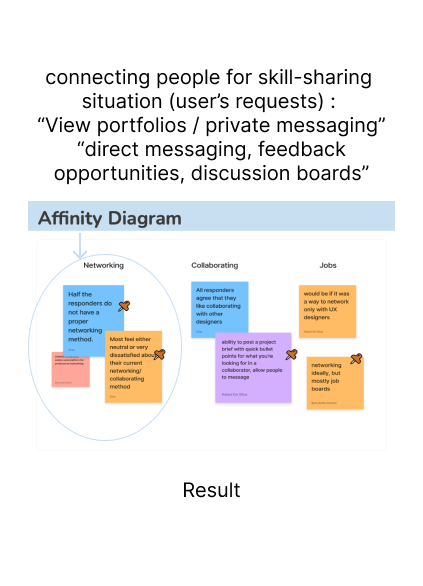 connecting people for skill-sharing
situation (user's requests) :
“View portfolios / private messaging”
“direct messaging, feedback
opportunities, discussion boards”
Affinity Diagram
Networking
Half the
responders do
not have a
proper
networking
method.
Most feel either
neutral or very
dissatisfied about
their current
networking/
collaborating
method
Collaborating
All responders
agree that they
like collaborating
with other
designers
ability to post a project
brief with quick bullet
points for what you're
looking for in a
collaborator, allow people
to message
Jobs
would be if it was
a way to network
only with UX
designers
networking
ideally, but
mostly job
boards
Result